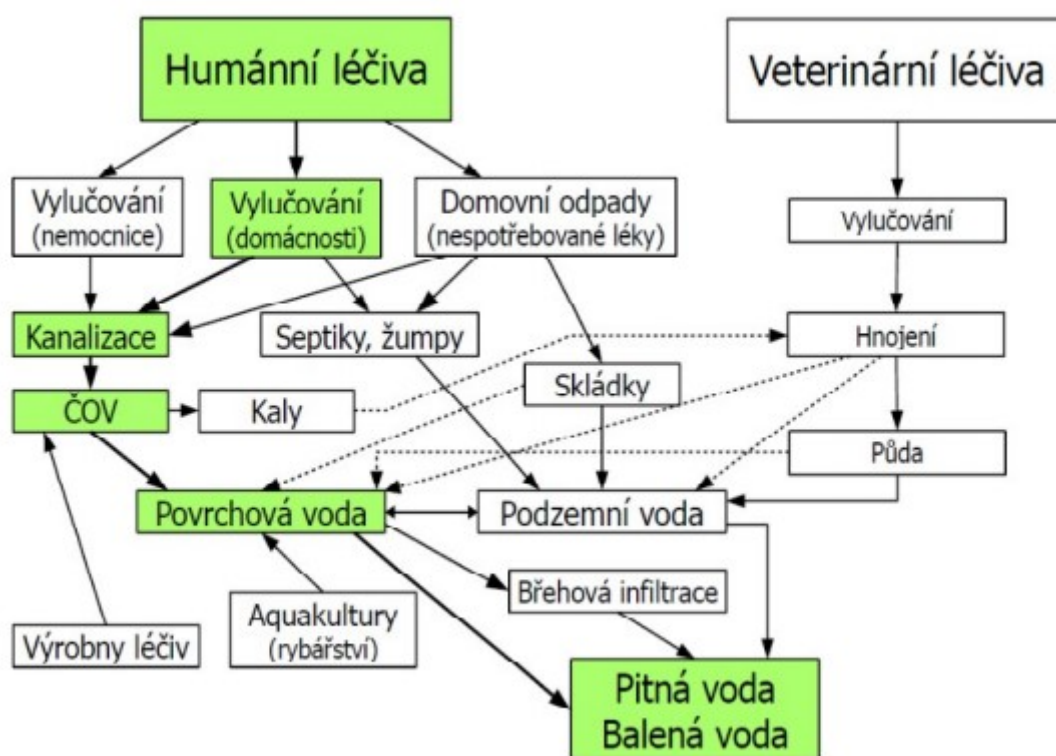 Humánní léčiva
Veterinární léčiva
Vylučování
(nemocnice)
Vylučování
(domácnosti)
Domovní odpady
(nespotřebované léky)
Vylučování
Kanalizace
Septiky, žumpy
Hnojení
Skládky
ČOV
Kaly
Půda
Povrchová voda
Podzemní voda
Břehová infiltrace
Aquakultury
(rybářství)
Výrobny léčiv
Pitná voda
Balená voda